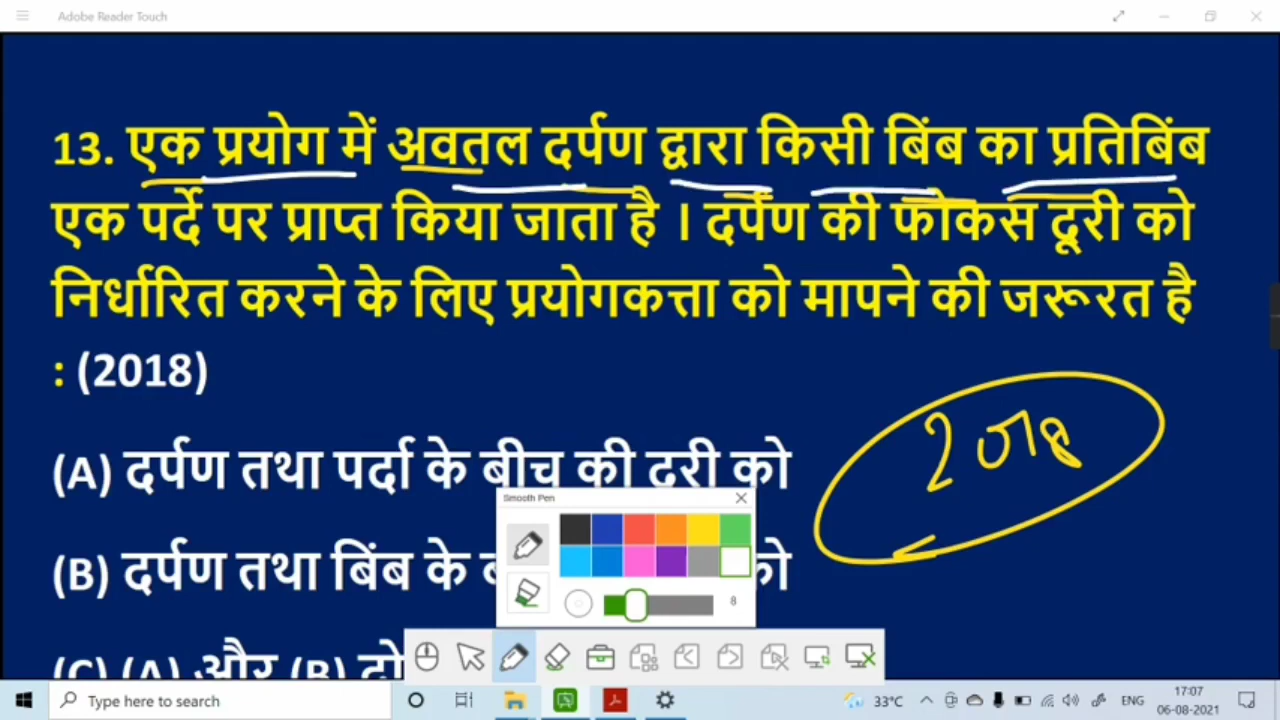 Adobe Reader Touch
13. एक प्रयोग में अवतल दर्पण द्वारा किसी बिंब का प्रतिबिंब
एक पर्दे पर प्राप्त किया जाता है । दर्पण की फोकस दूरी को
निर्धारित करने के लिए प्रयोगकर्त्ता को मापने की जरूरत है
: (2018)
2018
(A) दर्पण तथा पर्दा के बीच की दूरी को
Smooth Pen
(B) दर्पण तथा बिंब के को
8
(C) (A) और (B)
Type here to search
33°C
ENG
17:07
06-08-2021